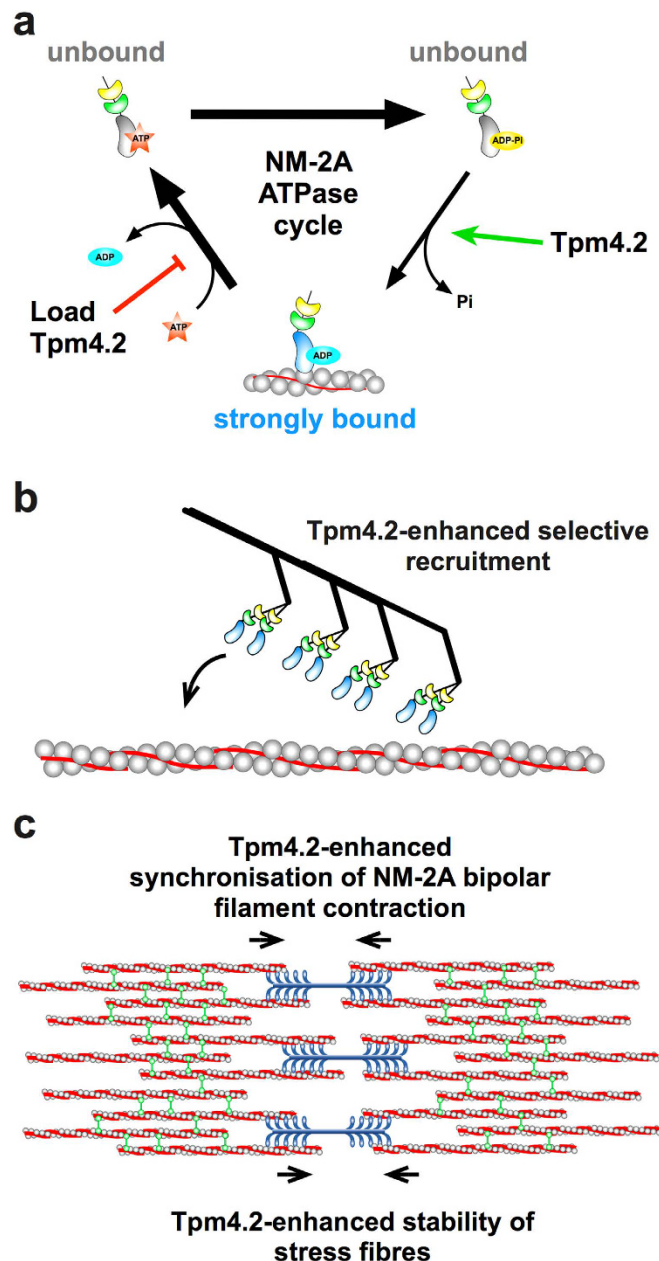 a
unbound
unbound
ATP
ADP-Pi
NM-2A
ATPase
cycle
ADP
Tpm4.2
Load
Tpm4.2
ATP
Pi
ADP
strongly bound
b
Tpm4.2-enhanced selective
recruitment
c
Tpm4.2-enhanced
synchronisation of NM-2A bipolar
filament contraction
Tpm4.2-enhanced stability of
stress fibres